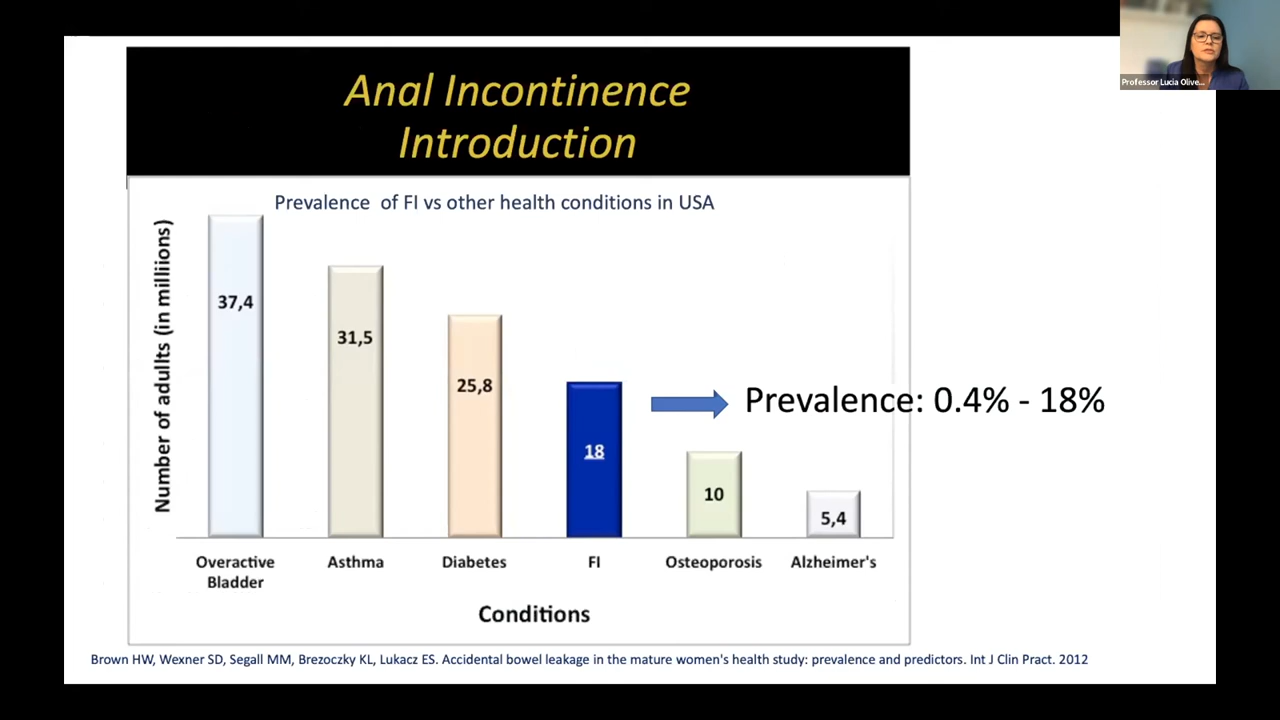 Anal Incontinence
Introduction
Professor Lucia Olive...
Prevalence of FI vs other health conditions in USA
Number of adullts (in milliions)
37,4
31,5
25,8
18
10
5,4
Prevalence: 0.4% - 18%
Overactive
Bladder
Asthma
Diabetes
FI
Osteoporosis
Alzheimer's
Conditions
Brown HW, Wexner SD, Segall MM, Brezoczky KL, Lukacz ES. Accidental bowel leakage in the mature women's health study: prevalence and predictors. Int J Clin Pract. 2012